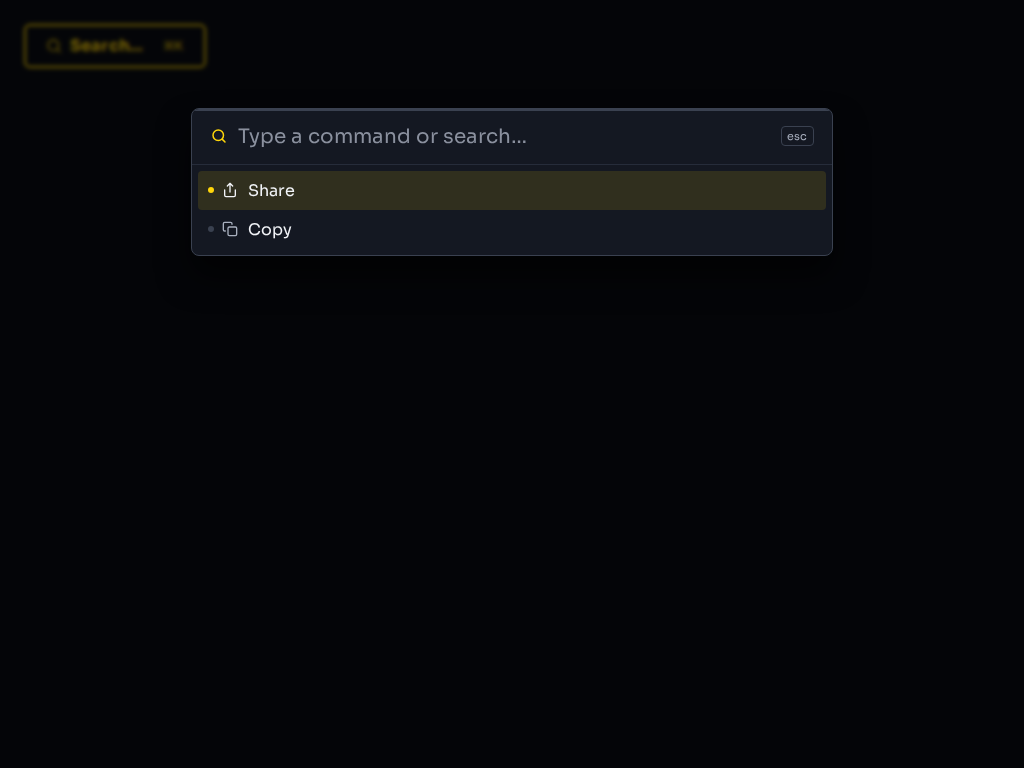 Search... ⌘K
Type a command or search...
esc
Share
Copy